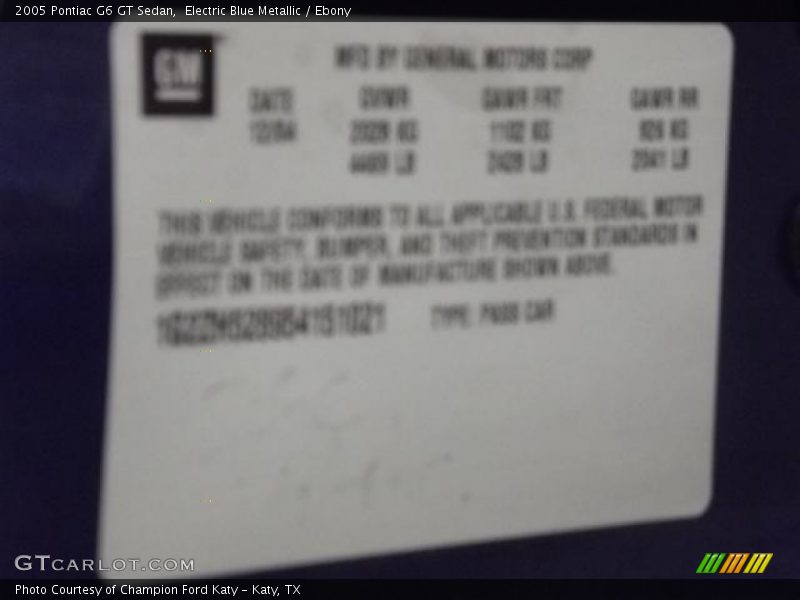 2005 Pontiac G6 GT Sedan,  Electric Blue Metallic / Ebony
GM
MFD BY GENERAL MOTORS CORP
DATE GVWR GAWR FRT GAWR RR
12/04 2028 KG 1102 KG 926 KG
LB 2429 LB 2041 LB
THIS VEHICLE CONFORMS TO ALL APPLICABLE U.S. FEDERAL MOTOR
VEHICLE SAFETY, BUMPER, AND THEFT PREVENTION STANDARDS IN
EFFECT ON THE DATE OF MANUFACTURE SHOWN ABOVE.
TYPE: PASS CAR
GTCARLOT.COM
Photo Courtesy of Champion Ford Katy - Katy, TX